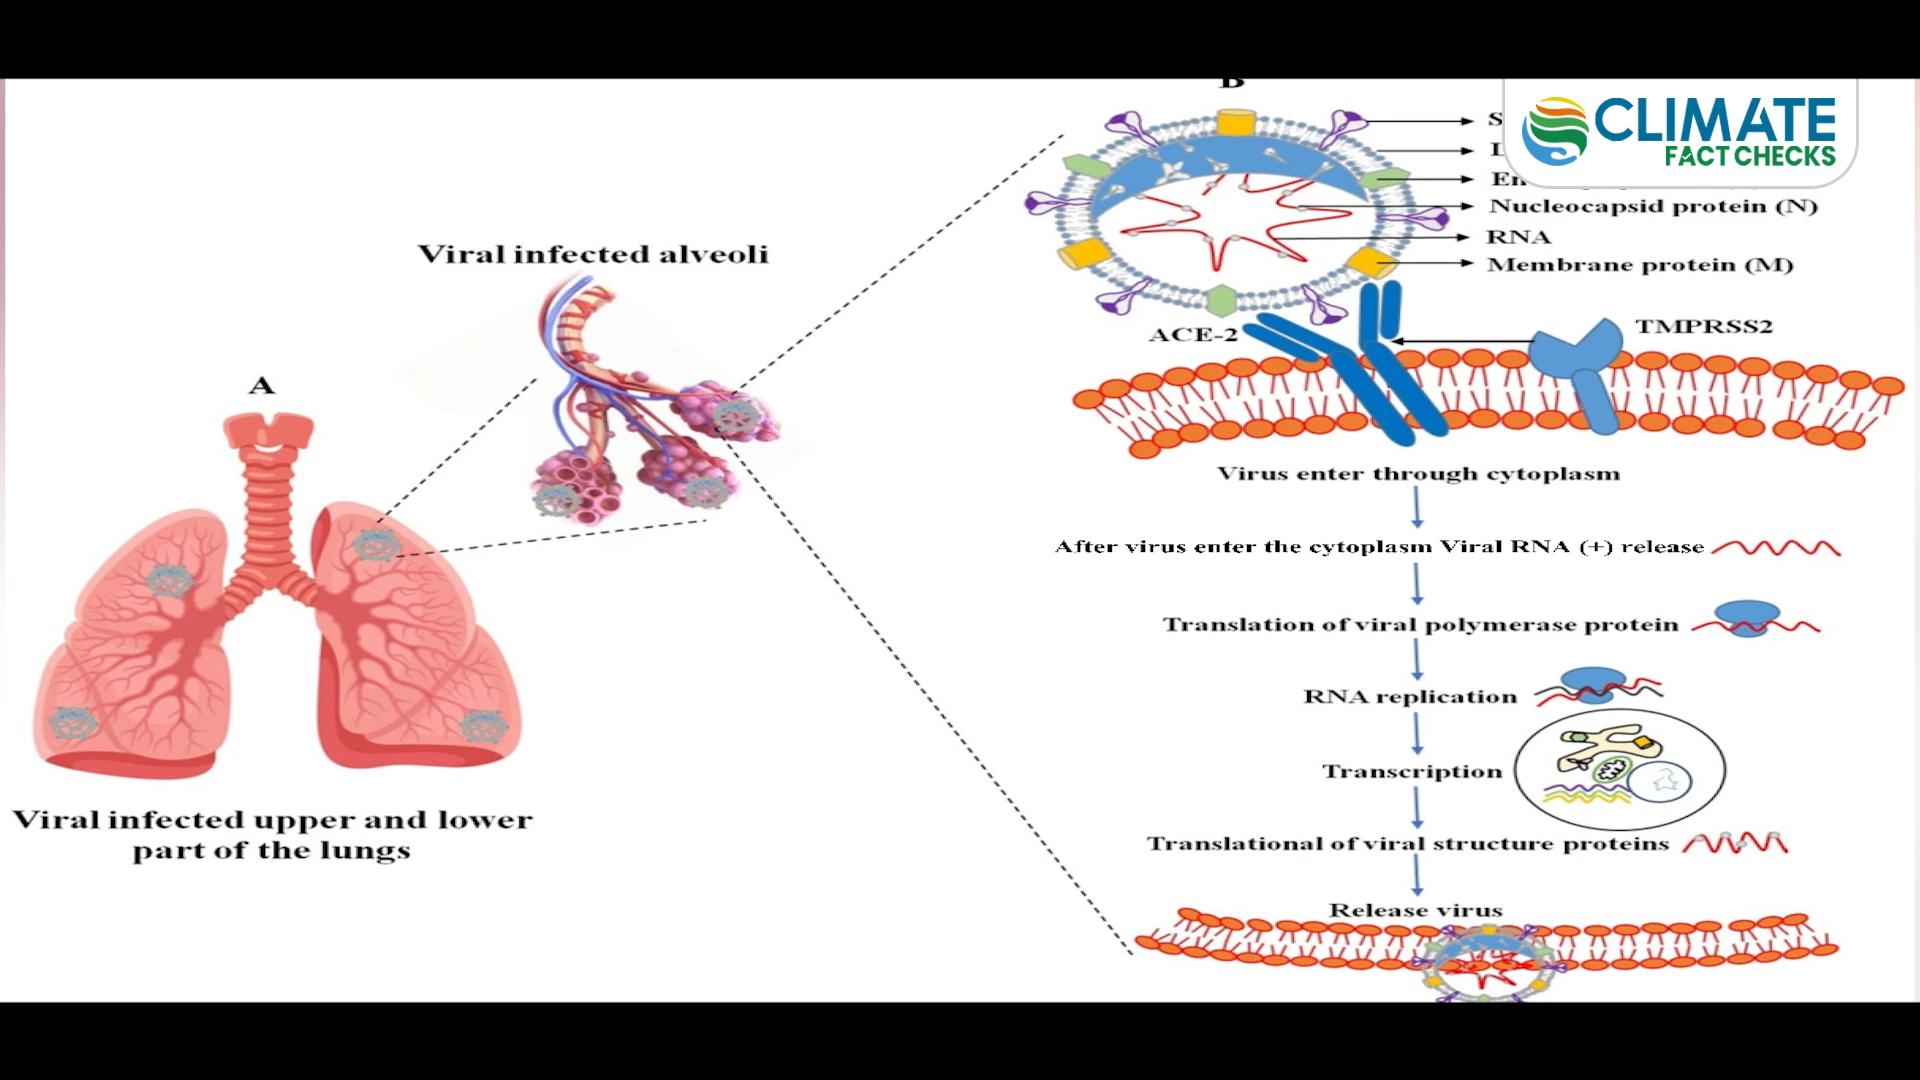 B
CLIMATE
FACT CHECKS
Nucleocapsid protein (N)
RNA
Membrane protein (M)
Viral infected alveoli
ACE-2
TMPRSS2
A
Virus enter through cytoplasm
After virus enter the cytoplasm Viral RNA (+) release
Translation of viral polymerase protein
RNA replication
Transcription
Viral infected upper and lower
part of the lungs
Translational of viral structure proteins
Release virus